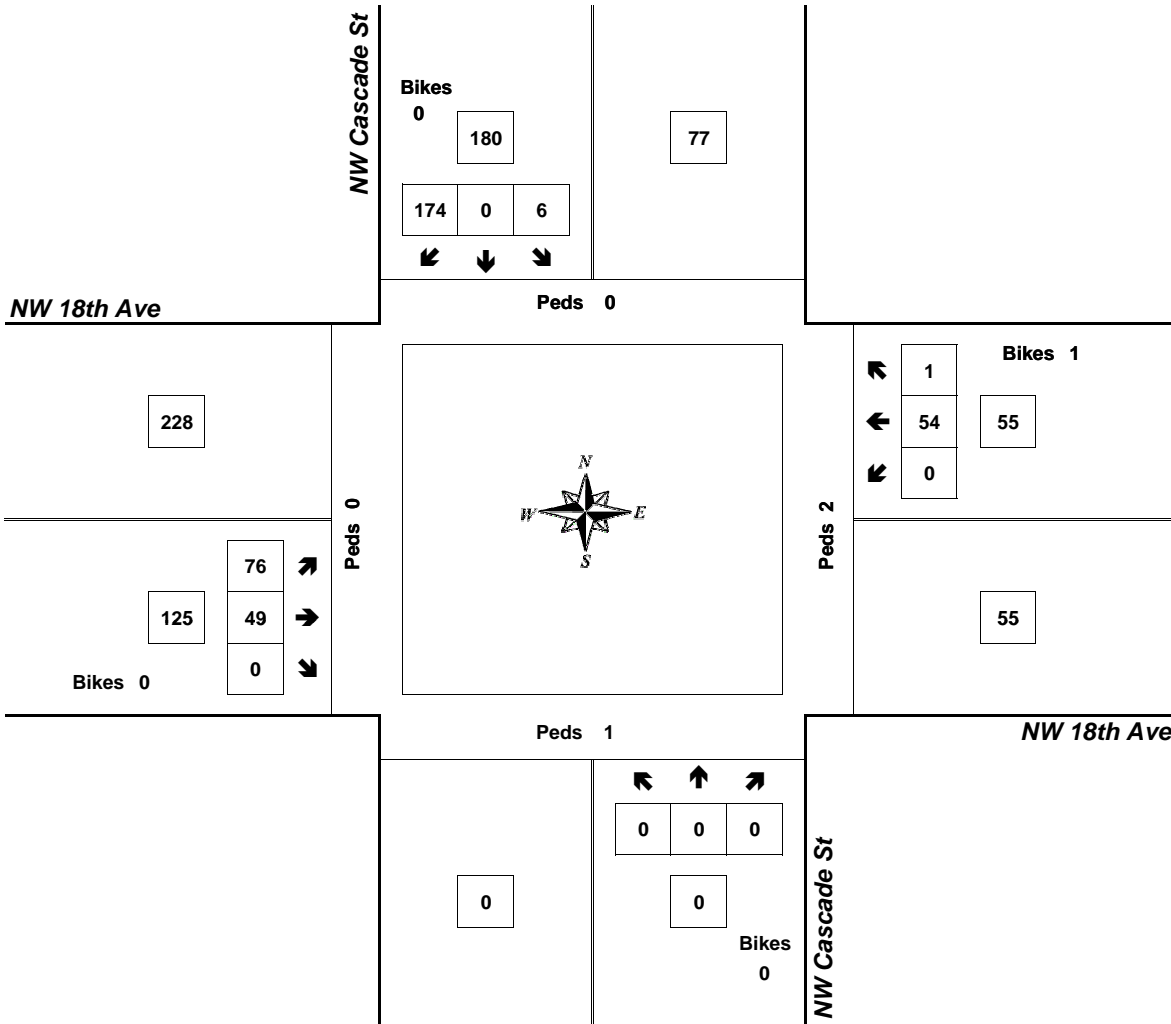 NW Cascade St
Bikes
0
180
77
174 0 6
NW 18th Ave
Peds 0
Bikes 1
1
54 55
0
228
N
W E
S
Peds 0
Peds 2
76
125 49
0
Bikes 0
55
Peds 1
NW 18th Ave
0 0 0
0
0
Bikes
0
NW Cascade St